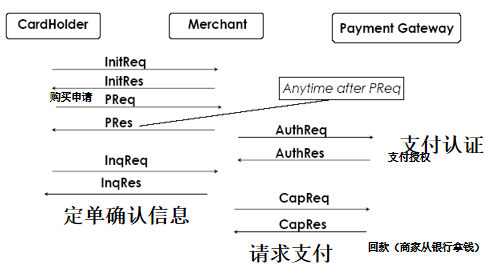 CardHolder
Merchant
Payment Gateway
InitReq
InitRes
购买申请
PReq
Anytime after PReq
PRes
AuthReq
支付认证
AuthRes
支付授权
InqReq
InqRes
CapReq
定单确认信息
CapRes
请求支付
回款（商家从银行拿钱）